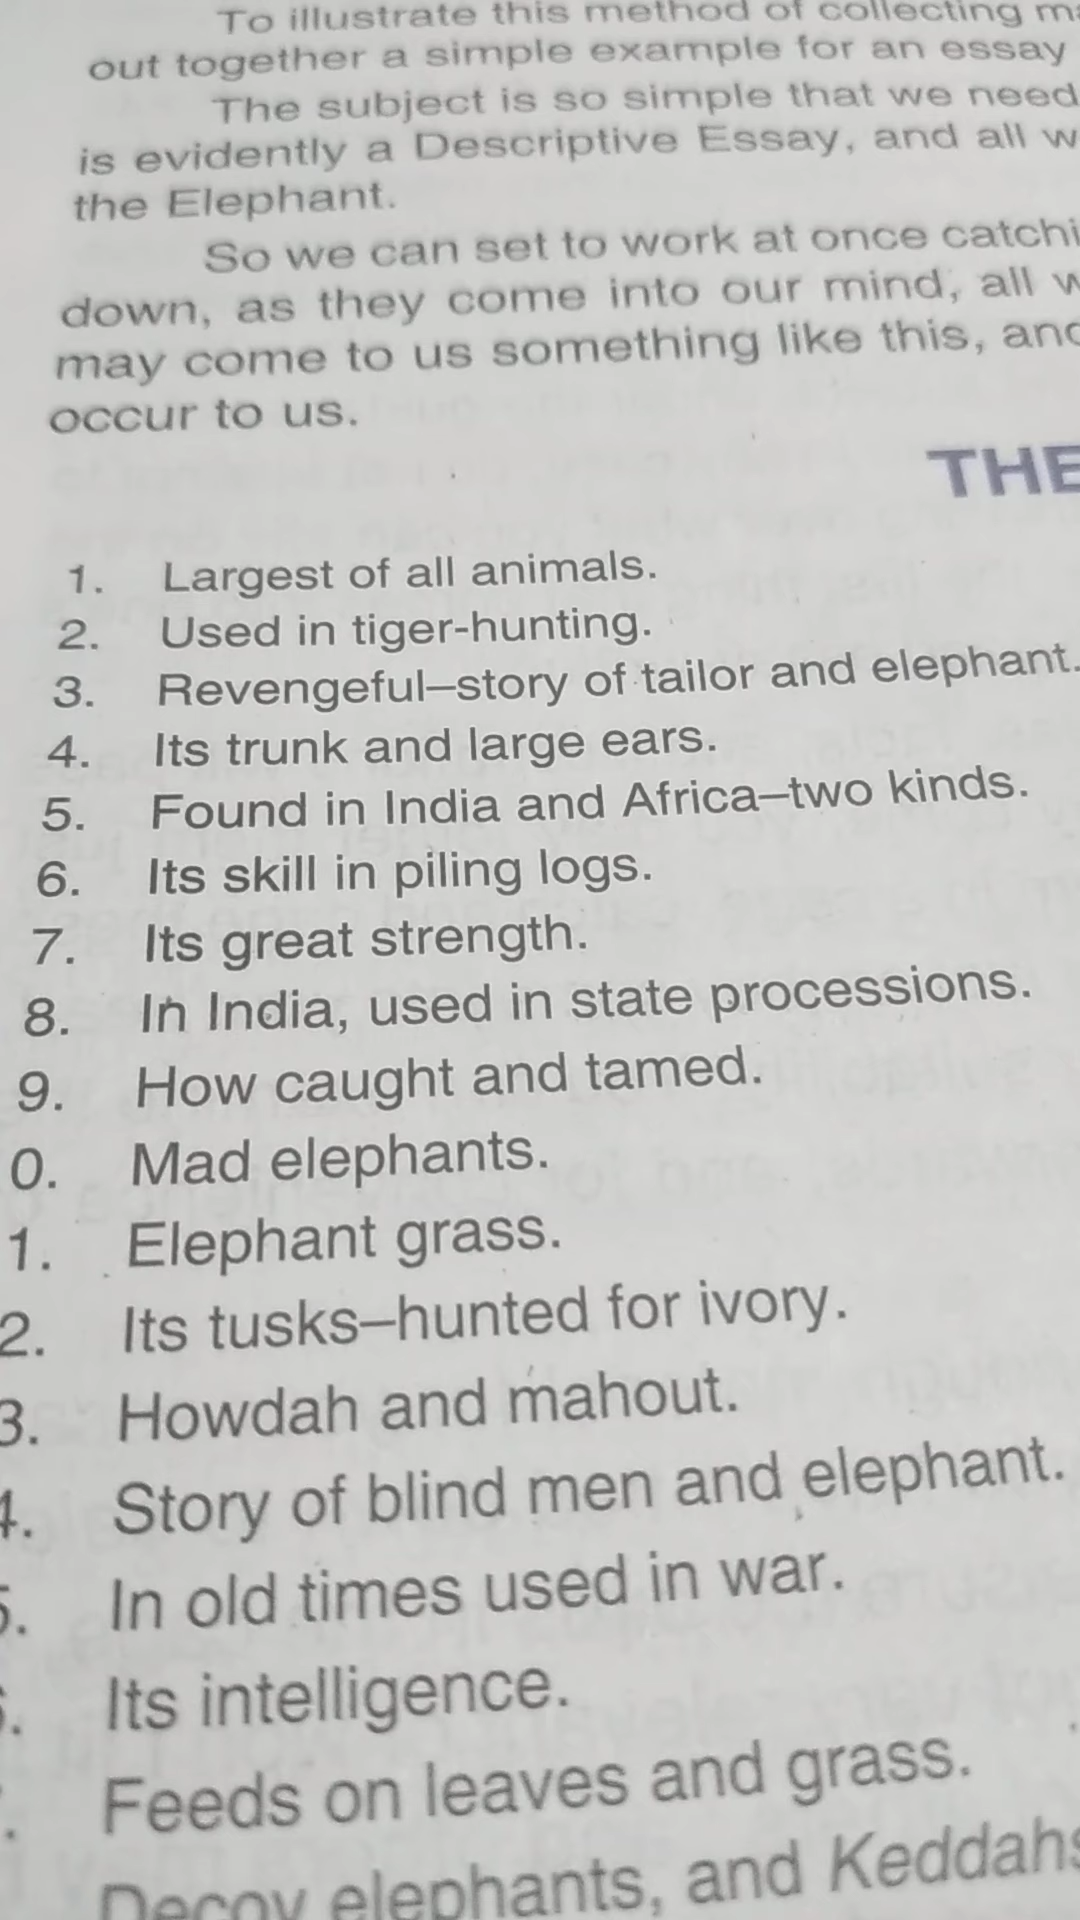 To illustrate this method of collecting
out together a simple example for an essay
The subject is so simple that we need
is evidently a Descriptive Essay, and all
the Elephant.
So we can set to work at once
down, as they come into our mind, all
may come to us something like this,
occur to us.
THE
1. Largest of all animals.
2. Used in tiger-hunting.
3. Revengeful–story of tailor and elephant.
4. Its trunk and large ears.
5. Found in India and Africa–two kinds.
6. Its skill in piling logs.
7. Its great strength.
8. In India, used in state processions.
9. How caught and tamed.
0. Mad elephants.
1. Elephant grass.
2. Its tusks–hunted for ivory.
3. Howdah and mahout.
4. Story of blind men and elephant.
5. In old times used in war.
Its intelligence.
Feeds on leaves and grass.
Decoy elephants, and Keddahs